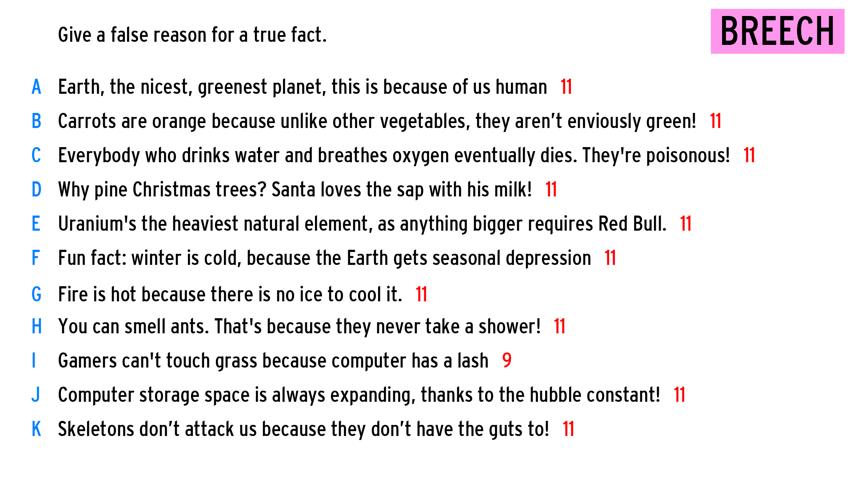 Give a false reason for a true fact.
BREECH
A Earth, the nicest, greenest planet, this is because of us human 11
B Carrots are orange because unlike other vegetables, they aren’t enviously green! 11
C Everybody who drinks water and breathes oxygen eventually dies. They're poisonous! 11
D Why pine Christmas trees? Santa loves the sap with his milk! 11
E Uranium's the heaviest natural element, as anything bigger requires Red Bull. 11
F Fun fact: winter is cold, because the Earth gets seasonal depression 11
G Fire is hot because there is no ice to cool it. 11
H You can smell ants. That's because they never take a shower! 11
I Gamers can't touch grass because computer has a lash 9
J Computer storage space is always expanding, thanks to the hubble constant! 11
K Skeletons don’t attack us because they don’t have the guts to! 11